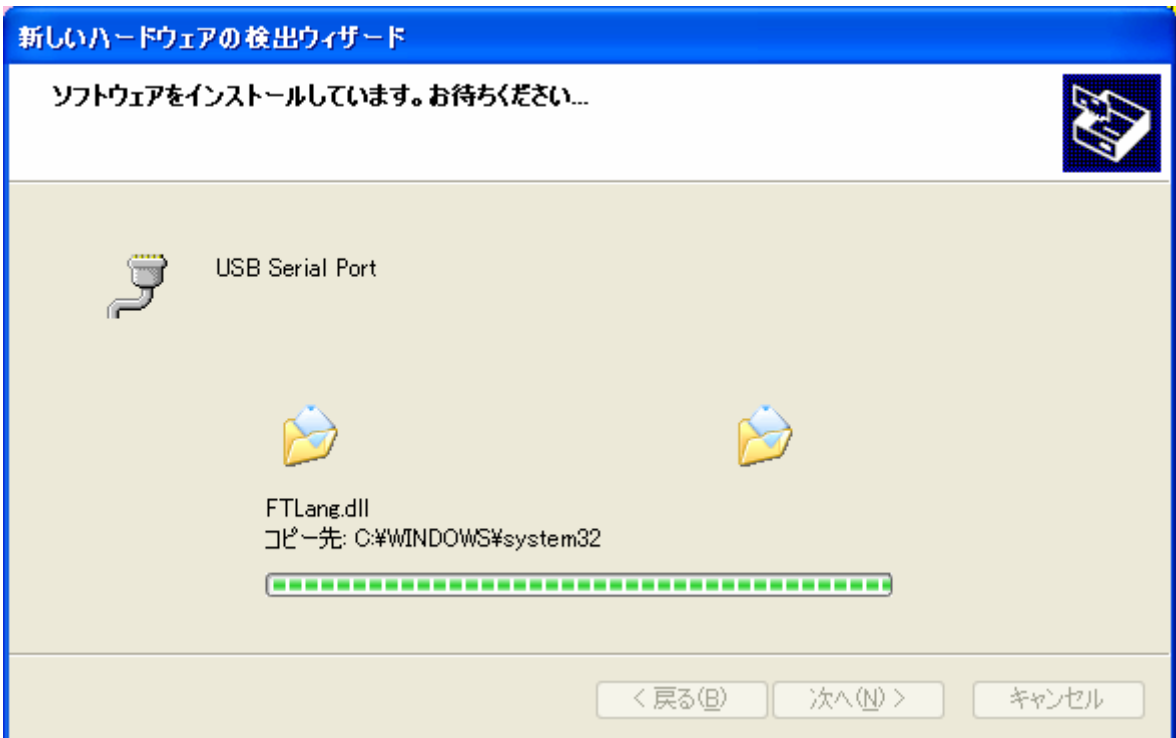 新しいハードウェアの検出ウィザード
ソフトウェアをインストールしています。お待ちください...
USB Serial Port
FTLang.dll
コピー先: C:¥WINDOWS¥system32
< 戻る(B)
次へ(N) >
キャンセル